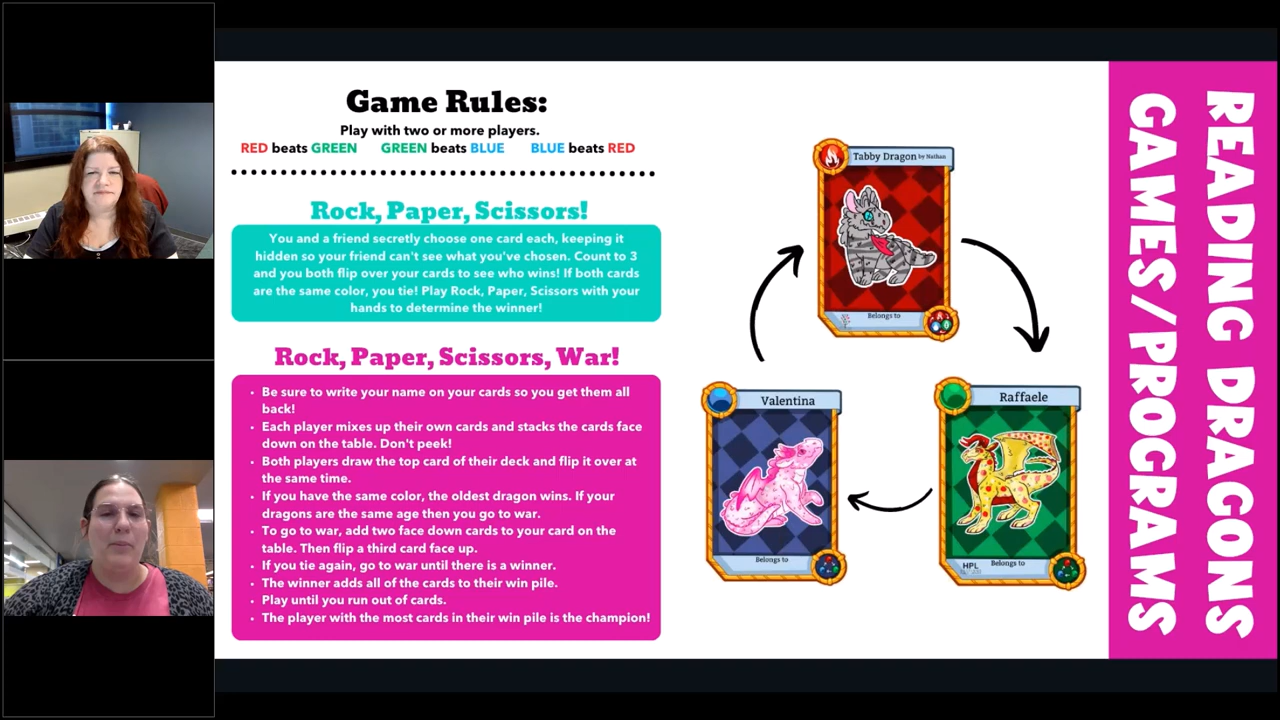 Game Rules:
Play with two or more players.
RED beats GREEN GREEN beats BLUE BLUE beats RED
Rock, Paper, Scissors!
You and a friend secretly choose one card each, keeping it
hidden so your friend can't see what you've chosen. Count to 3
and you both flip over your cards to see who wins! If both cards
are the same color, you tie! Play Rock, Paper, Scissors with your
hands to determine the winner!
Rock, Paper, Scissors, War!
• Be sure to write your name on your cards so you get them all
back!
• Each player mixes up their own cards and stacks the cards face
down on the table. Don't peek!
• Both players draw the top card of their deck and flip it over at
the same time.
• If you have the same color, the oldest dragon wins. If your
dragons are the same age then you go to war.
• To go to war, add two face down cards to your card on the
table. Then flip a third card face up.
• If you tie again, go to war until there is a winner.
• The winner adds all of the cards to their win pile.
• Play until you run out of cards.
• The player with the most cards in their win pile is the champion!
Tabby Dragon by Nathan
Belongs to
Valentina
Belongs to
Raffaele
HPL
Belongs to
READING DRAGONS
GAMES/PROGRAMS